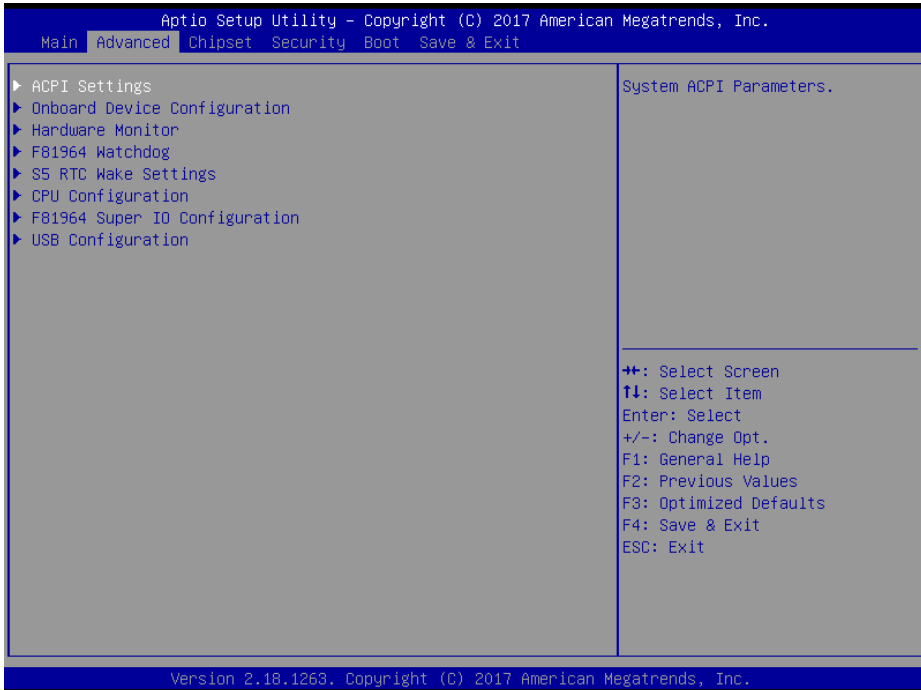 Aptio Setup Utility – Copyright (C) 2017 American Megatrends, Inc.
Main Advanced Chipset Security Boot Save & Exit
ACPI Settings
Onboard Device Configuration
Hardware Monitor
F81964 Watchdog
S5 RTC Wake Settings
CPU Configuration
F81964 Super IO Configuration
USB Configuration
System ACPI Parameters.
→←: Select Screen
↑↓: Select Item
Enter: Select
+/-: Change Opt.
F1: General Help
F2: Previous Values
F3: Optimized Defaults
F4: Save & Exit
ESC: Exit
Version 2.18.1263. Copyright (C) 2017 American Megatrends, Inc.